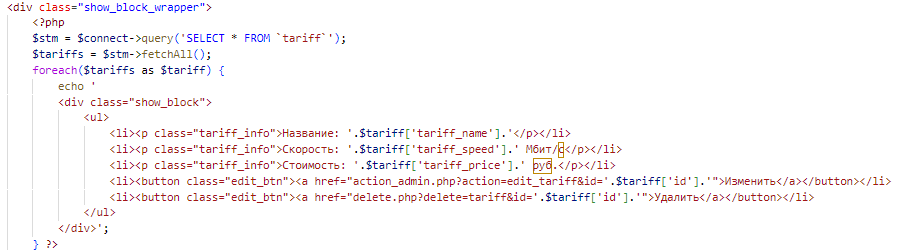 <div class="show_block_wrapper">
    <?php
    $stm = $connect->query('SELECT * FROM `tariff`');
    $tariffs = $stm->fetchAll();
    foreach($tariffs as $tariff) {
        echo '
        <div class="show_block">
            <ul>
                <li><p class="tariff_info">Название: '.$tariff['tariff_name'].'</p></li>
                <li><p class="tariff_info">Скорость: '.$tariff['tariff_speed'].' Мбит/с</p></li>
                <li><p class="tariff_info">Стоимость: '.$tariff['tariff_price'].' руб.</p></li>
                <li><button class="edit_btn"><a href="action_admin.php?action=edit_tariff&id='.$tariff['id'].'">Изменить</a></button></li>
                <li><button class="edit_btn"><a href="delete.php?delete=tariff&id='.$tariff['id'].'">Удалить</a></button></li>
            </ul>
        </div>';
    } ?>